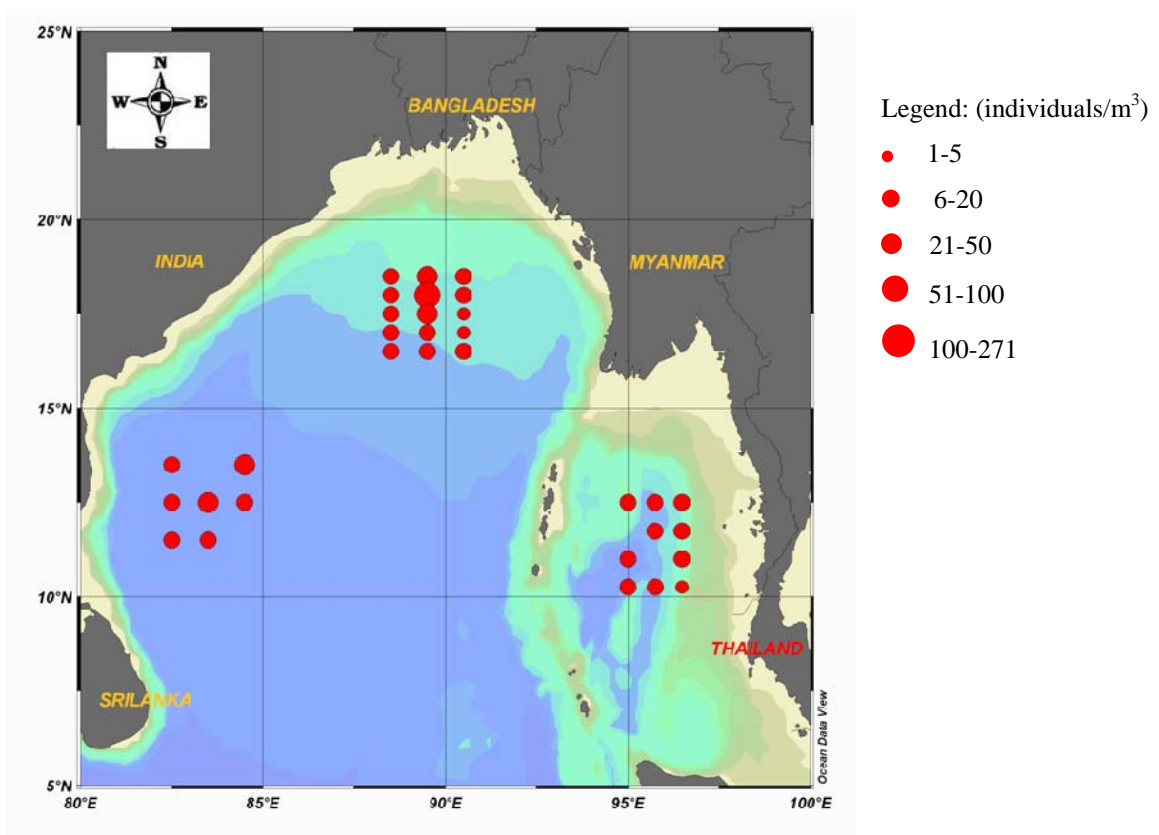 25°N
N
W E
S
BANGLADESH
Legend: (individuals/m³)
1-5
6-20
20°N
21-50
INDIA
MYANMAR
51-100
100-271
15°N
10°N
THAILAND
SRILANKA
Ocean Data View
5°N
80°E 85°E 90°E 95°E 100°E